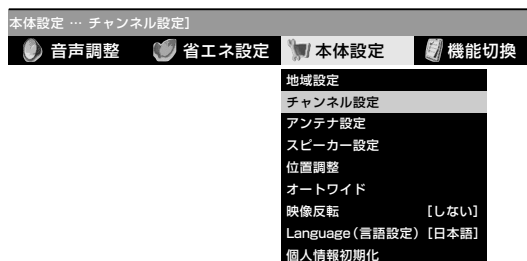 本体設定 … チャンネル設定］
音声調整 省エネ設定 本体設定 機能切換
地域設定
チャンネル設定
アンテナ設定
スピーカー設定
位置調整
オートワイド
映像反転 ［しない］
Language（言語設定）［日本語］
個人情報初期化